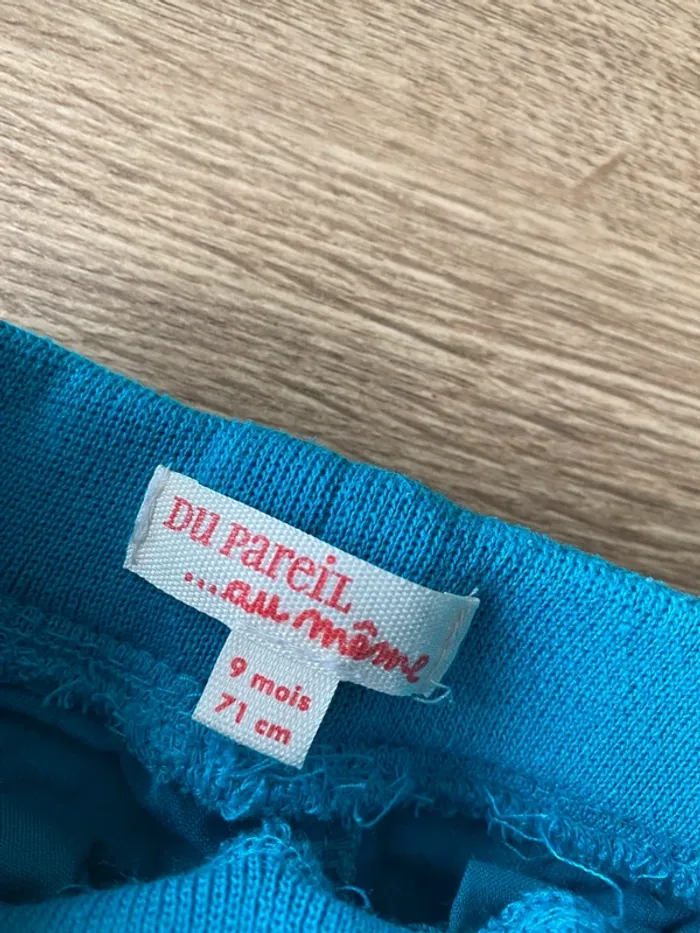 DU PAREIL
...au même
9 mois
71 cm